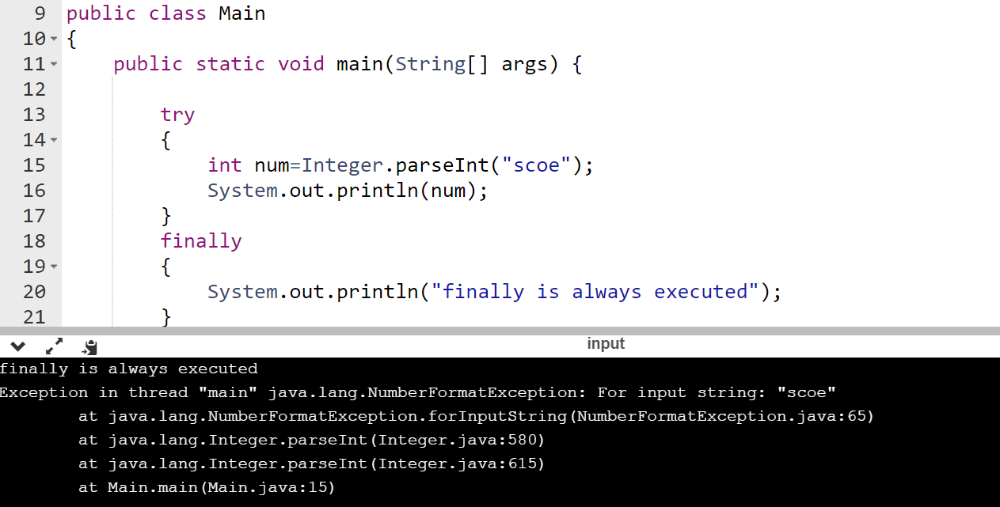 9 public class Main
10 {
11 public static void main(String[] args) {
12
13 try
14 {
15 int num=Integer.parseInt("scoe");
16 System.out.println(num);
17 }
18 finally
19 {
20 System.out.println("finally is always executed");
21 }
input
finally is always executed
Exception in thread "main" java.lang.NumberFormatException: For input string: "scoe"
at java.lang.NumberFormatException.forInputString(NumberFormatException.java:65)
at java.lang.Integer.parseInt(Integer.java:580)
at java.lang.Integer.parseInt(Integer.java:615)
at Main.main(Main.java:15)